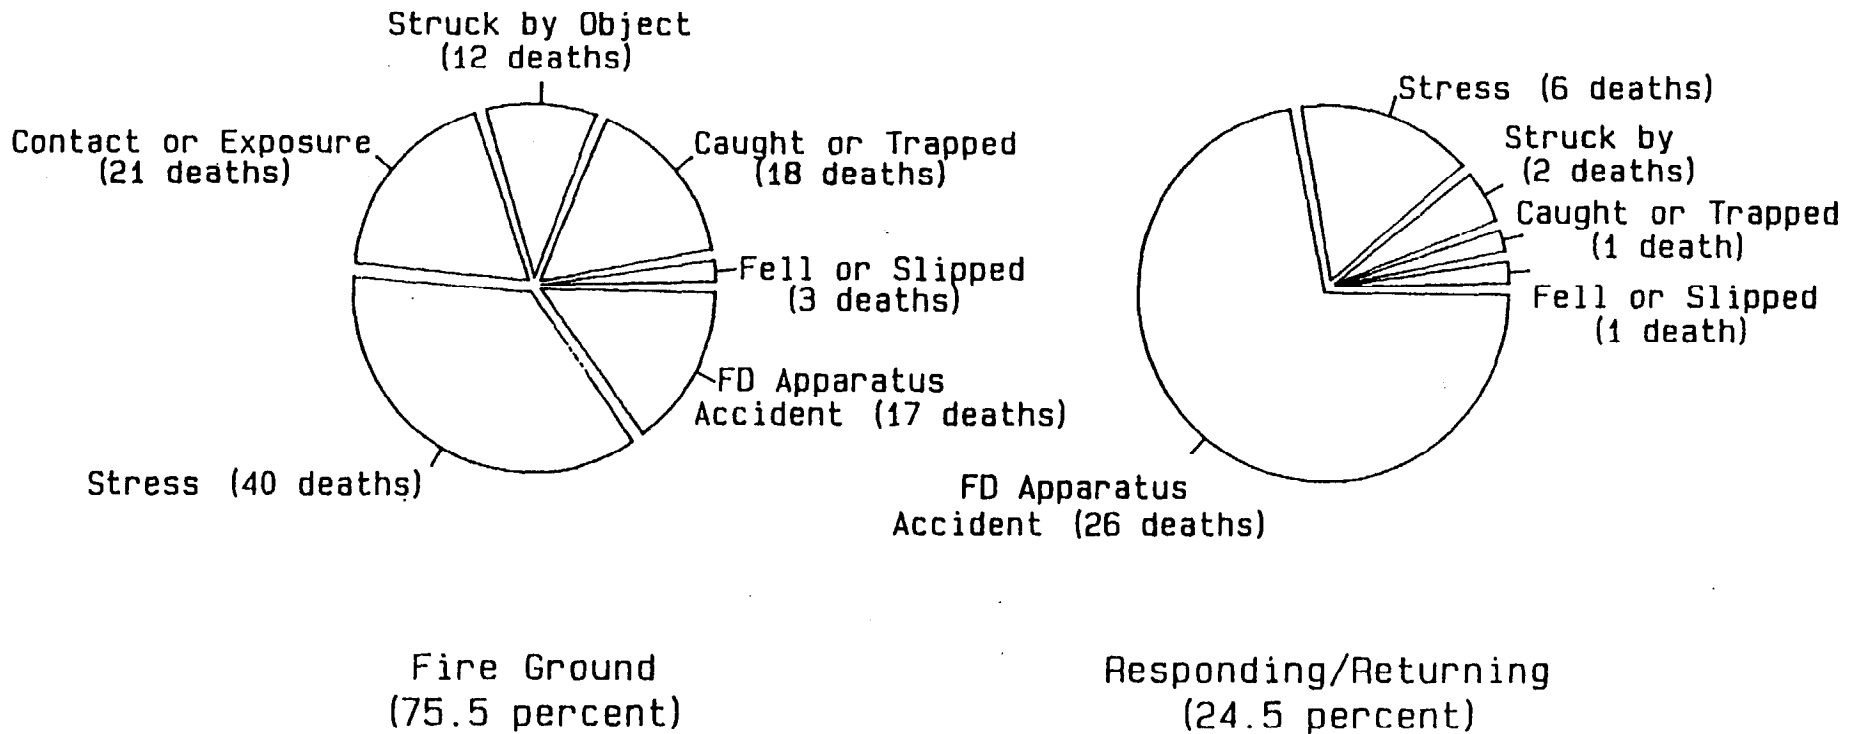 Struck by Object
(12 deaths)
Contact or Exposure
(21 deaths)
Caught or Trapped
(18 deaths)
Fell or Slipped
(3 deaths)
FD Apparatus
Accident (17 deaths)
Stress (40 deaths)
Fire Ground
(75.5 percent)
Stress (6 deaths)
Struck by
(2 deaths)
Caught or Trapped
(1 death)
Fell or Slipped
(1 death)
FD Apparatus
Accident (26 deaths)
Responding/Returning
(24.5 percent)